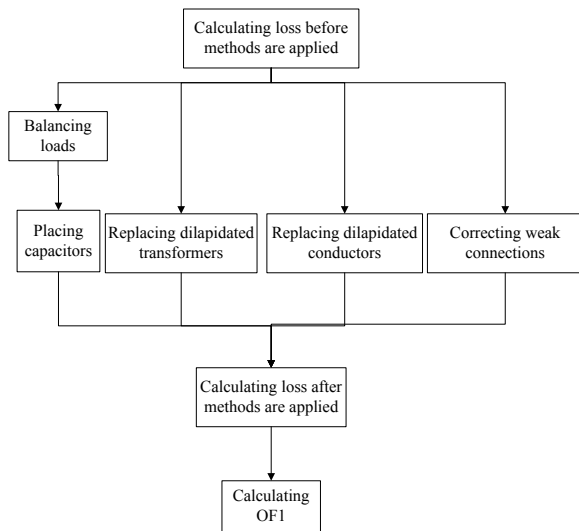 Calculating loss before
methods are applied
Balancing
loads
Placing
capacitors
Replacing dilapidated
transformers
Replacing dilapidated
conductors
Correcting weak
connections
Calculating loss after
methods are applied
Calculating
OF1